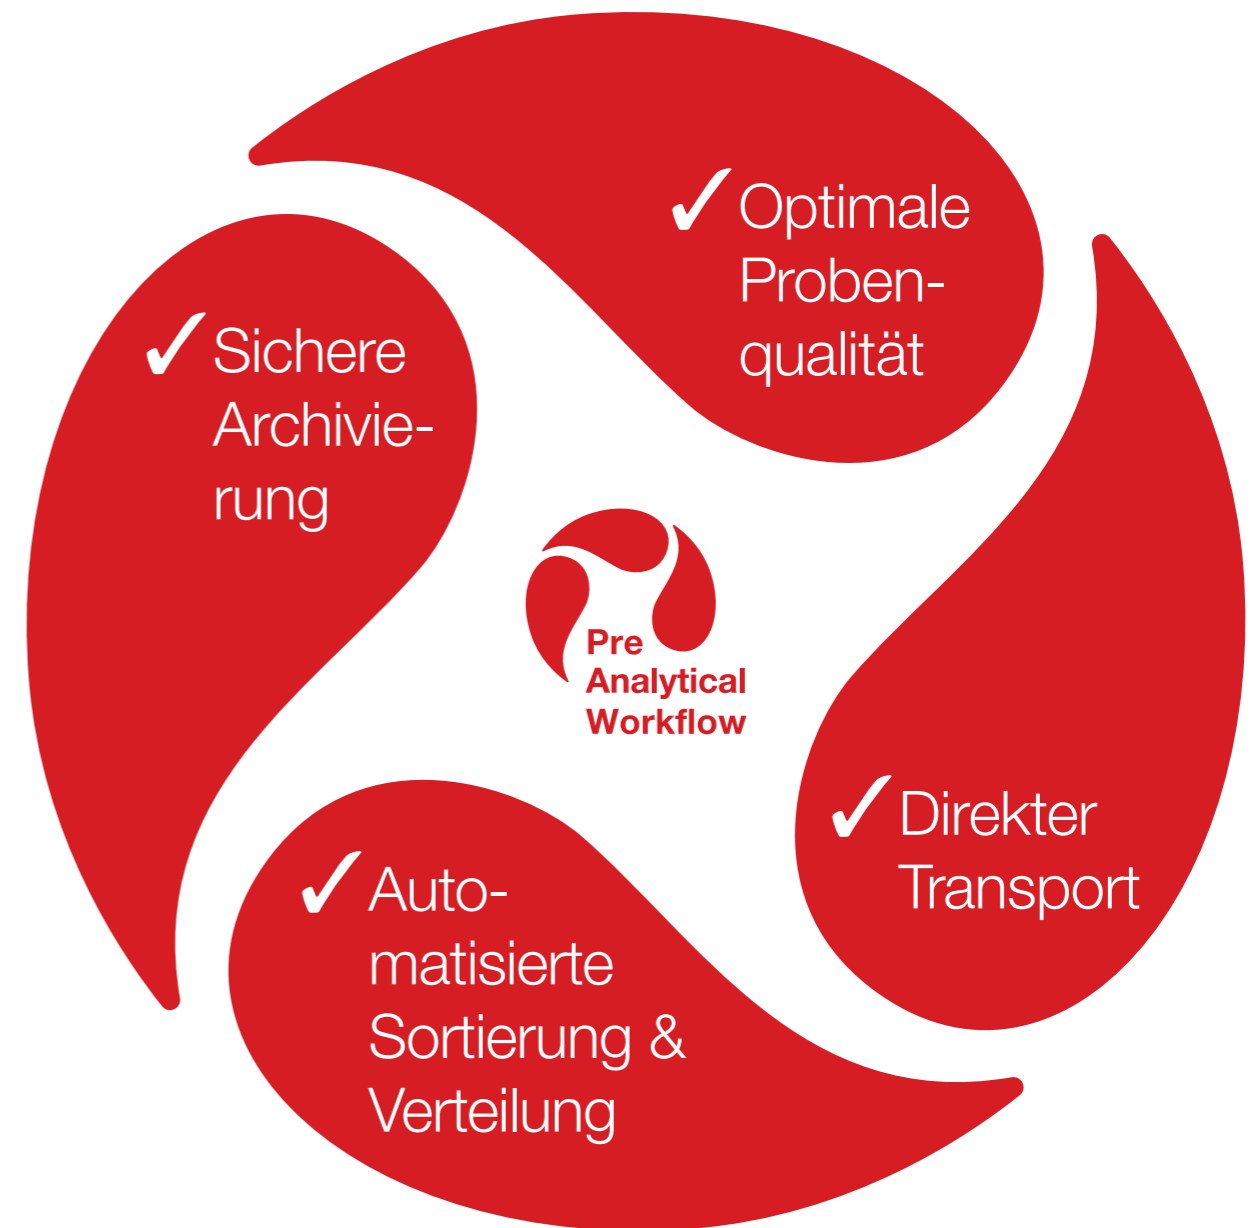 ✓ Optimale
Proben-
qualität
✓ Direkter
Transport
✓ Auto-
matisierte
Sortierung &
Verteilung
✓ Sichere
Archivie-
rung
Pre
Analytical
Workflow